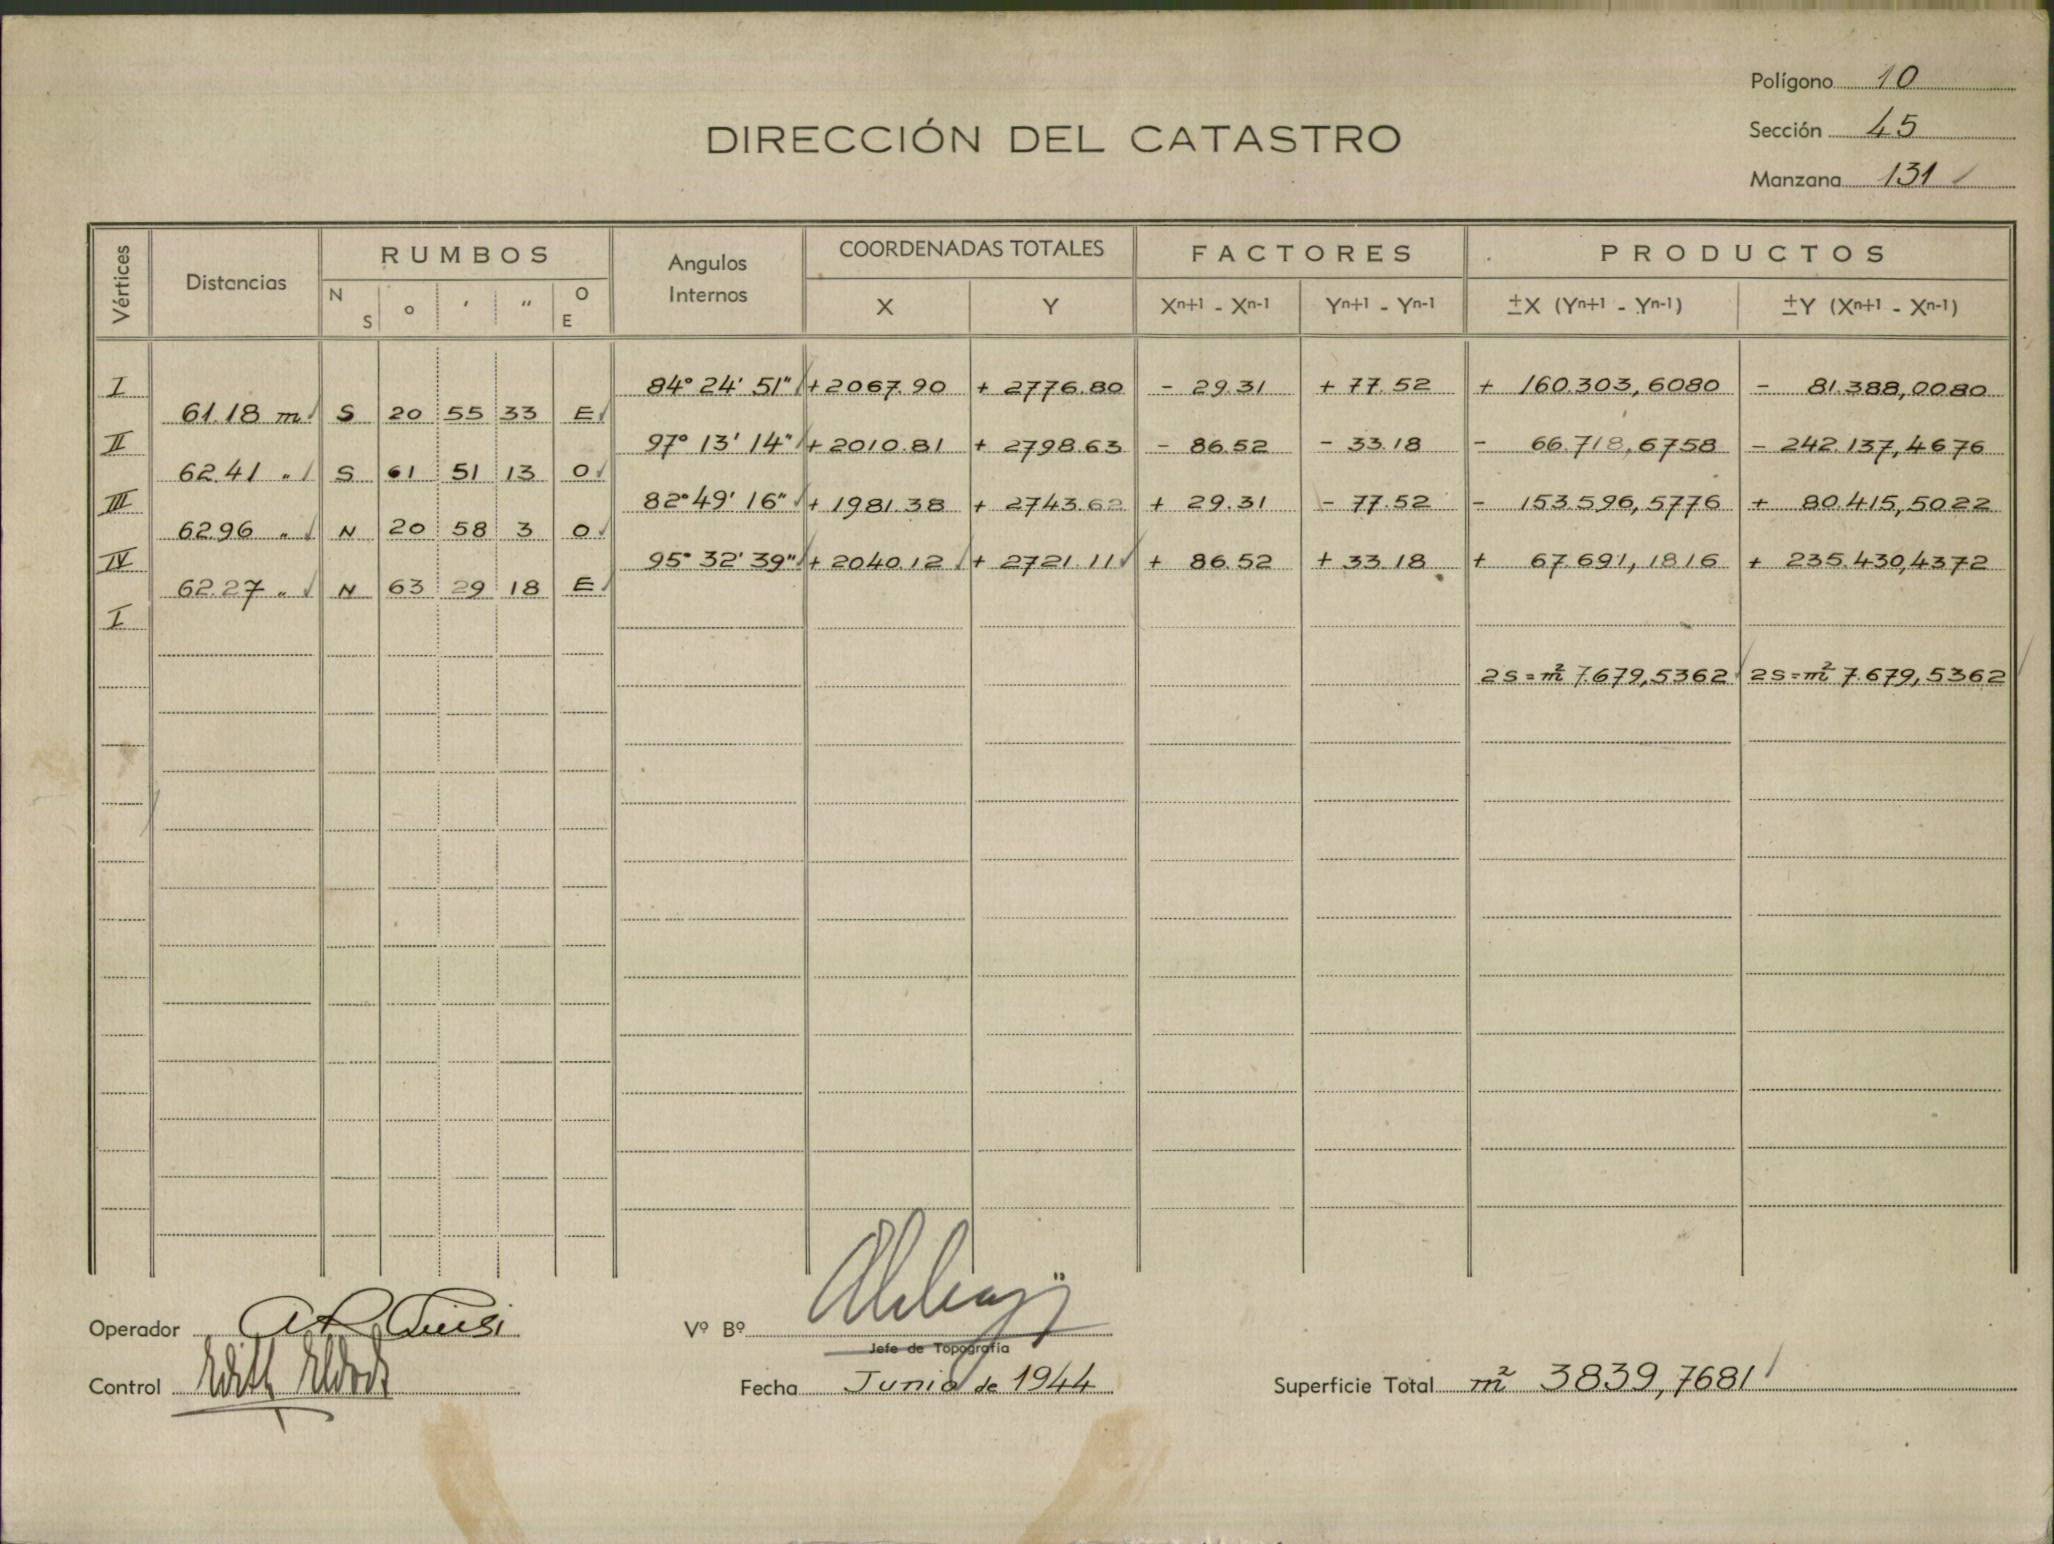 Polígono 10
DIRECCIÓN DEL CATASTRO
Sección 45
Manzana 131
Vértices Distancias RUMBOS Angulos Internos COORDENADAS TOTALES FACTORES PRODUCTOS
N S ° ' " O E X Y Xn+1 - Xn-1 Yn+1 - Yn-1 ±X (Yn+1 - Yn-1) ±Y (Xn+1 - Xn-1)
I 84° 24' 51" + 2067.90 + 2776.80 - 29.31 + 77.52 + 160.303,6080 - 81.388,0080
61.18 m S 20 55 33 E
II 97° 13' 14" + 2010.81 + 2798.63 - 86.52 - 33.18 - 66.718,6758 - 242.137,4676
62.41 " S 61 51 13 O
III 82° 49' 16" + 1981.38 + 2743.62 + 29.31 - 77.52 - 153.596,5776 + 80.415,5022
62.96 " N 20 58 3 O
IV 95° 32' 39" + 2040.12 + 2721.11 + 86.52 + 33.18 + 67.691,1816 + 235.430,4372
62.27 " N 63 29 18 E
I
2S=m² 7.679,5362 2S=m² 7.679,5362
Operador
Vº Bº
Jefe de Topografía
Control
Fecha Junio de 1944
Superficie Total m² 3839,7681